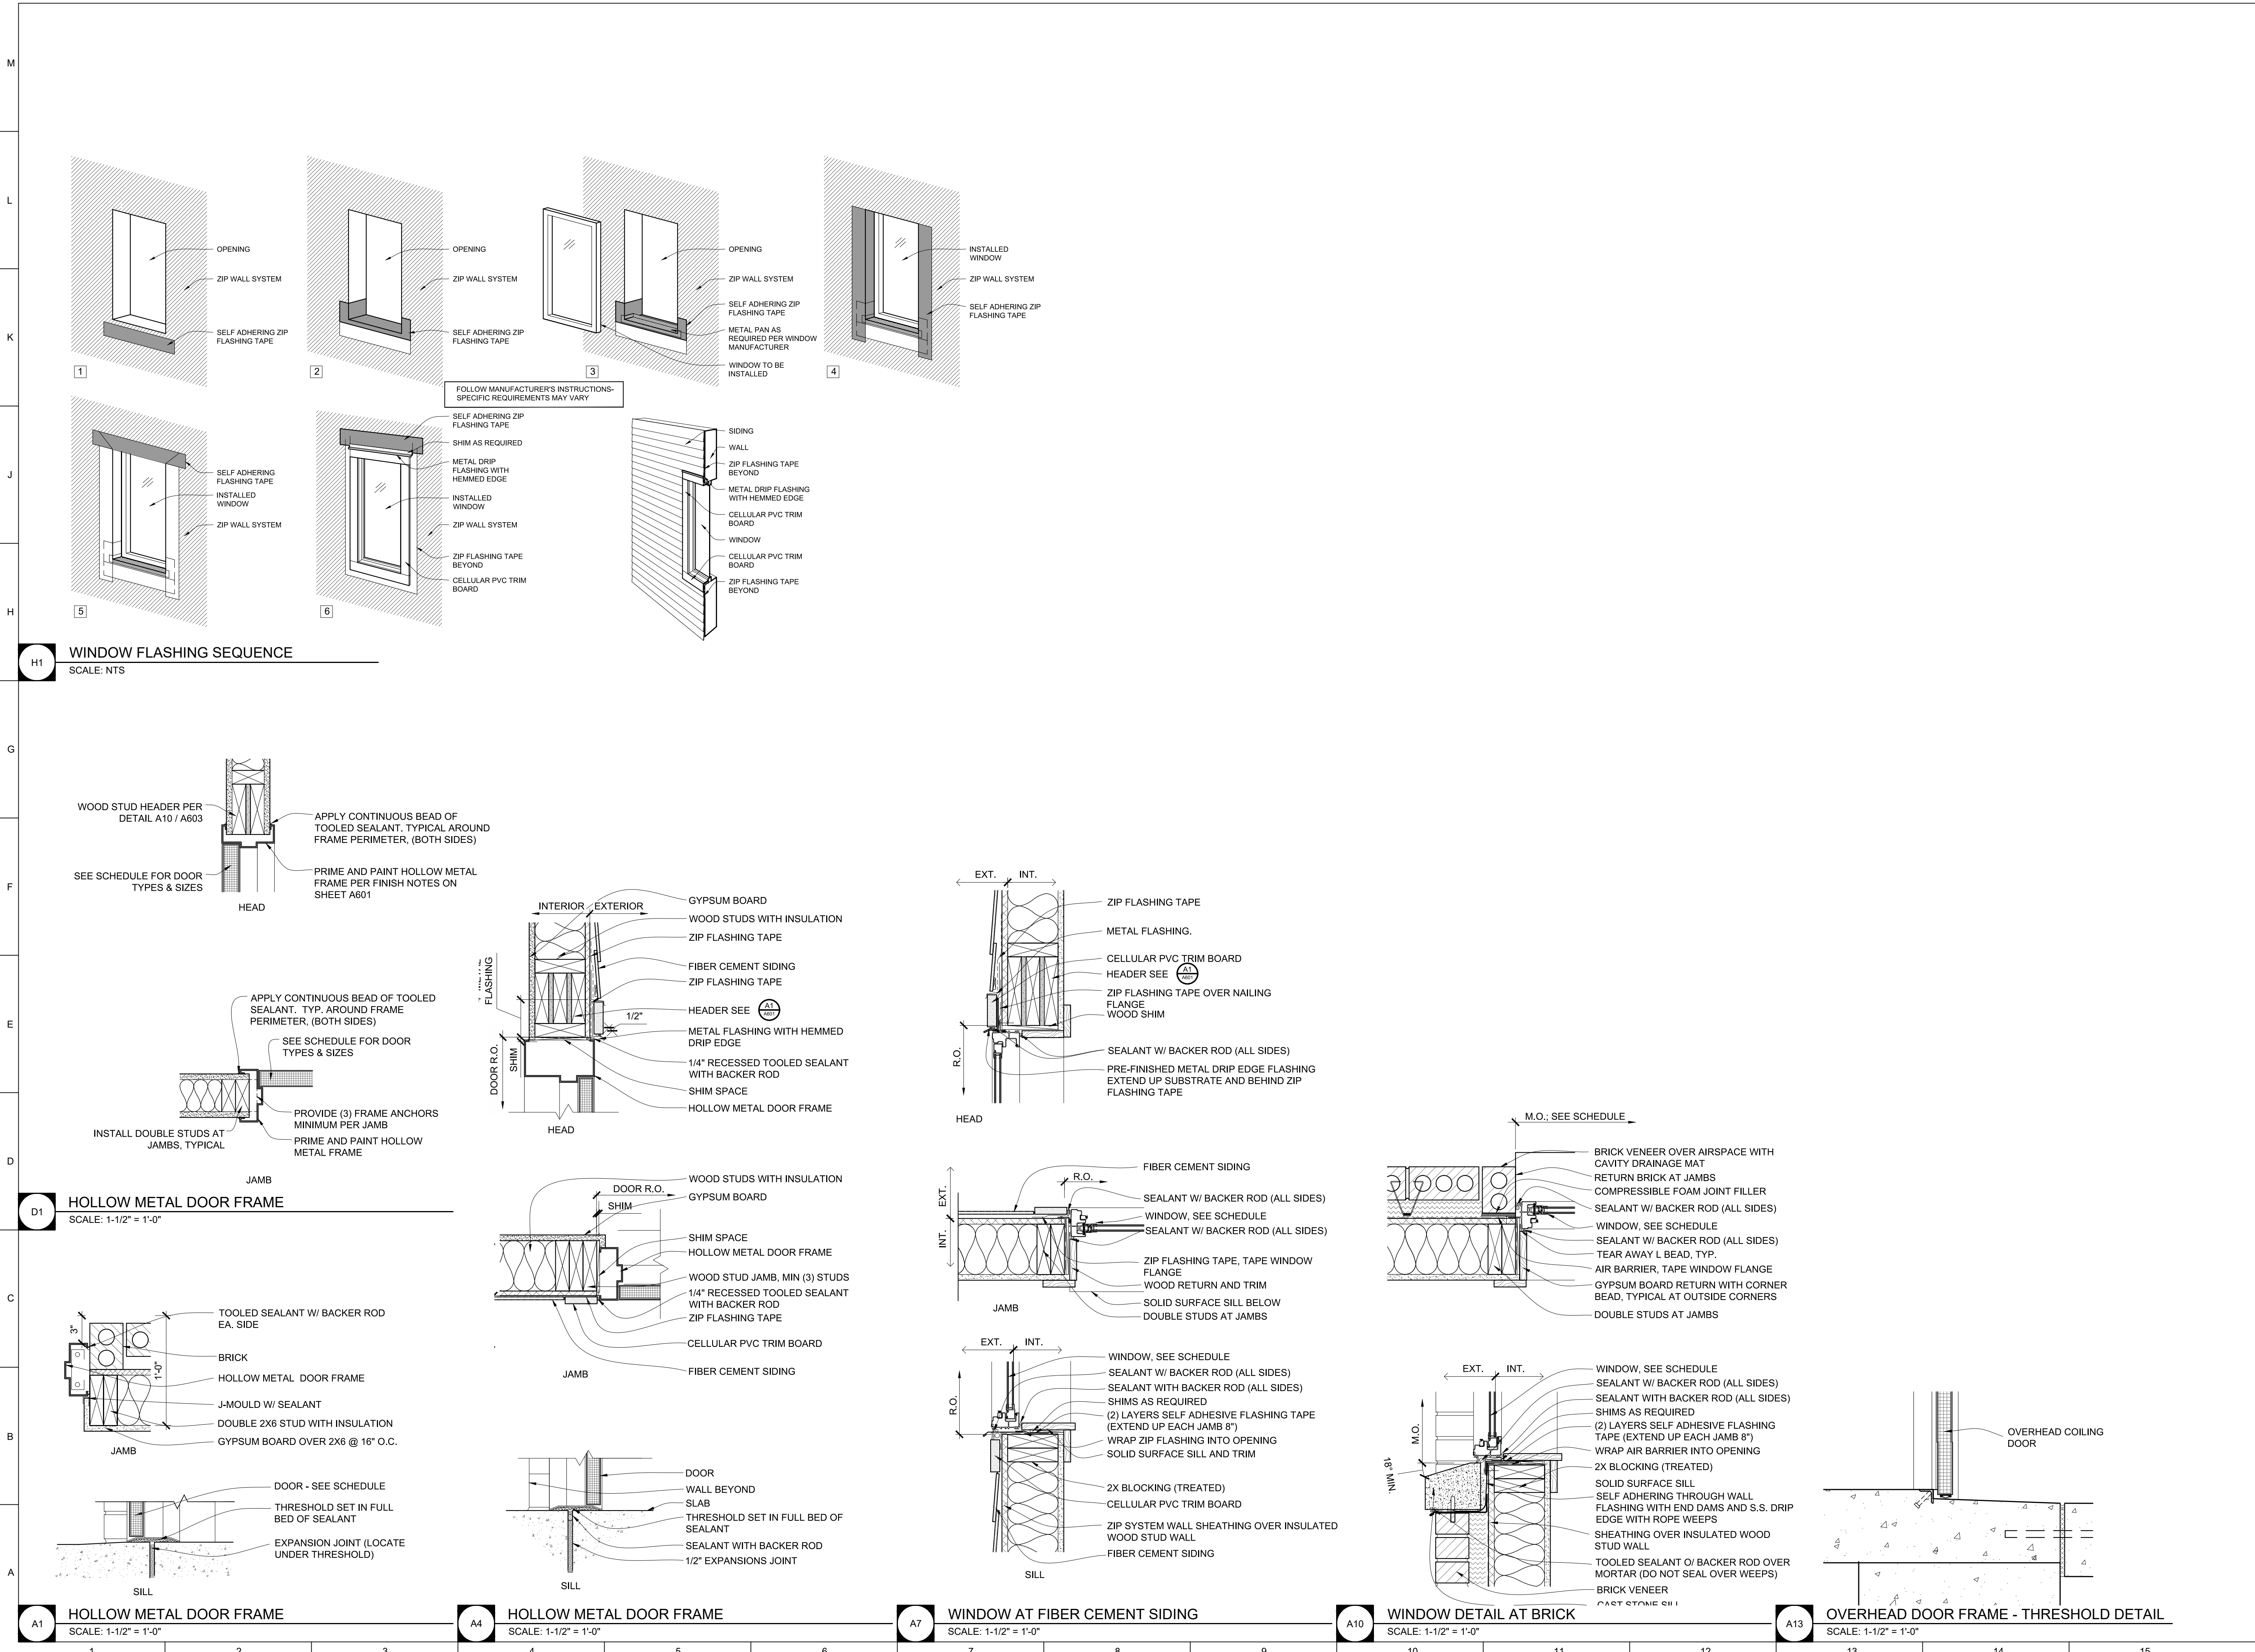 M
L
K
J
H
G
F
E
D
C
B
A
OPENING
ZIP WALL SYSTEM
SELF ADHERING ZIP
FLASHING TAPE
1
OPENING
ZIP WALL SYSTEM
SELF ADHERING ZIP
FLASHING TAPE
2
OPENING
ZIP WALL SYSTEM
SELF ADHERING ZIP
FLASHING TAPE
METAL PAN AS
REQUIRED PER WINDOW
MANUFACTURER
WINDOW TO BE
INSTALLED
3
INSTALLED
WINDOW
ZIP WALL SYSTEM
SELF ADHERING ZIP
FLASHING TAPE
4
FOLLOW MANUFACTURER'S INSTRUCTIONS-
SPECIFIC REQUIREMENTS MAY VARY
SELF ADHERING
FLASHING TAPE
INSTALLED
WINDOW
ZIP WALL SYSTEM
5
SELF ADHERING ZIP
FLASHING TAPE
SHIM AS REQUIRED
METAL DRIP
FLASHING WITH
HEMMED EDGE
INSTALLED
WINDOW
ZIP WALL SYSTEM
ZIP FLASHING TAPE
BEYOND
CELLULAR PVC TRIM
BOARD
6
SIDING
WALL
ZIP FLASHING TAPE
BEYOND
METAL DRIP FLASHING
WITH HEMMED EDGE
CELLULAR PVC TRIM
BOARD
WINDOW
CELLULAR PVC TRIM
BOARD
ZIP FLASHING TAPE
BEYOND
H1
WINDOW FLASHING SEQUENCE
SCALE: NTS
WOOD STUD HEADER PER
DETAIL A10 / A603
SEE SCHEDULE FOR DOOR
TYPES & SIZES
APPLY CONTINUOUS BEAD OF
TOOLED SEALANT. TYPICAL AROUND
FRAME PERIMETER, (BOTH SIDES)
PRIME AND PAINT HOLLOW METAL
FRAME PER FINISH NOTES ON
SHEET A601
HEAD
APPLY CONTINUOUS BEAD OF TOOLED
SEALANT. TYP. AROUND FRAME
PERIMETER, (BOTH SIDES)
SEE SCHEDULE FOR DOOR
TYPES & SIZES
PROVIDE (3) FRAME ANCHORS
MINIMUM PER JAMB
INSTALL DOUBLE STUDS AT
JAMBS, TYPICAL
PRIME AND PAINT HOLLOW
METAL FRAME
JAMB
D1
HOLLOW METAL DOOR FRAME
SCALE: 1-1/2" = 1'-0"
3"
1'-0"
TOOLED SEALANT W/ BACKER ROD
EA. SIDE
BRICK
HOLLOW METAL  DOOR FRAME
J-MOULD W/ SEALANT
DOUBLE 2X6 STUD WITH INSULATION
GYPSUM BOARD OVER 2X6 @ 16" O.C.
JAMB
DOOR - SEE SCHEDULE
THRESHOLD SET IN FULL
BED OF SEALANT
EXPANSION JOINT (LOCATE
UNDER THRESHOLD)
SILL
A1
HOLLOW METAL DOOR FRAME
SCALE: 1-1/2" = 1'-0"
INTERIOR
EXTERIOR
FLASHING
DOOR R.O.
SHIM
1/2"
GYPSUM BOARD
WOOD STUDS WITH INSULATION
ZIP FLASHING TAPE
FIBER CEMENT SIDING
ZIP FLASHING TAPE
HEADER SEE
A1
A601
METAL FLASHING WITH HEMMED
DRIP EDGE
1/4" RECESSED TOOLED SEALANT
WITH BACKER ROD
SHIM SPACE
HOLLOW METAL DOOR FRAME
HEAD
DOOR R.O.
SHIM
WOOD STUDS WITH INSULATION
GYPSUM BOARD
SHIM SPACE
HOLLOW METAL DOOR FRAME
WOOD STUD JAMB, MIN (3) STUDS
1/4" RECESSED TOOLED SEALANT
WITH BACKER ROD
ZIP FLASHING TAPE
CELLULAR PVC TRIM BOARD
FIBER CEMENT SIDING
JAMB
DOOR
WALL BEYOND
SLAB
THRESHOLD SET IN FULL BED OF
SEALANT
SEALANT WITH BACKER ROD
1/2" EXPANSIONS JOINT
SILL
A4
HOLLOW METAL DOOR FRAME
SCALE: 1-1/2" = 1'-0"
EXT.
INT.
R.O.
ZIP FLASHING TAPE
METAL FLASHING.
CELLULAR PVC TRIM BOARD
HEADER SEE
A1
A601
ZIP FLASHING TAPE OVER NAILING
FLANGE
WOOD SHIM
SEALANT W/ BACKER ROD (ALL SIDES)
PRE-FINISHED METAL DRIP EDGE FLASHING
EXTEND UP SUBSTRATE AND BEHIND ZIP
FLASHING TAPE
HEAD
EXT.
INT.
R.O.
FIBER CEMENT SIDING
SEALANT W/ BACKER ROD (ALL SIDES)
WINDOW, SEE SCHEDULE
SEALANT W/ BACKER ROD (ALL SIDES)
ZIP FLASHING TAPE, TAPE WINDOW
FLANGE
WOOD RETURN AND TRIM
SOLID SURFACE SILL BELOW
DOUBLE STUDS AT JAMBS
JAMB
EXT.
INT.
R.O.
WINDOW, SEE SCHEDULE
SEALANT W/ BACKER ROD (ALL SIDES)
SEALANT WITH BACKER ROD (ALL SIDES)
SHIMS AS REQUIRED
(2) LAYERS SELF ADHESIVE FLASHING TAPE
(EXTEND UP EACH JAMB 8")
WRAP ZIP FLASHING INTO OPENING
SOLID SURFACE SILL AND TRIM
2X BLOCKING (TREATED)
CELLULAR PVC TRIM BOARD
ZIP SYSTEM WALL SHEATHING OVER INSULATED
WOOD STUD WALL
FIBER CEMENT SIDING
SILL
A7
WINDOW AT FIBER CEMENT SIDING
SCALE: 1-1/2" = 1'-0"
M.O.; SEE SCHEDULE
BRICK VENEER OVER AIRSPACE WITH
CAVITY DRAINAGE MAT
RETURN BRICK AT JAMBS
COMPRESSIBLE FOAM JOINT FILLER
SEALANT W/ BACKER ROD (ALL SIDES)
WINDOW, SEE SCHEDULE
SEALANT W/ BACKER ROD (ALL SIDES)
TEAR AWAY L BEAD, TYP.
AIR BARRIER, TAPE WINDOW FLANGE
GYPSUM BOARD RETURN WITH CORNER
BEAD, TYPICAL AT OUTSIDE CORNERS
DOUBLE STUDS AT JAMBS
EXT.
INT.
M.O.
18" MIN.
WINDOW, SEE SCHEDULE
SEALANT W/ BACKER ROD (ALL SIDES)
SEALANT WITH BACKER ROD (ALL SIDES)
SHIMS AS REQUIRED
(2) LAYERS SELF ADHESIVE FLASHING
TAPE (EXTEND UP EACH JAMB 8")
WRAP AIR BARRIER INTO OPENING
2X BLOCKING (TREATED)
SOLID SURFACE SILL
SELF ADHERING THROUGH WALL
FLASHING WITH END DAMS AND S.S. DRIP
EDGE WITH ROPE WEEPS
SHEATHING OVER INSULATED WOOD
STUD WALL
TOOLED SEALANT O/ BACKER ROD OVER
MORTAR (DO NOT SEAL OVER WEEPS)
BRICK VENEER
CAST STONE SILL
A10
WINDOW DETAIL AT BRICK
SCALE: 1-1/2" = 1'-0"
OVERHEAD COILING
DOOR
A13
OVERHEAD DOOR FRAME - THRESHOLD DETAIL
SCALE: 1-1/2" = 1'-0"
1 2 3 4 5 6 7 8 9 10 11 12 13 14 15